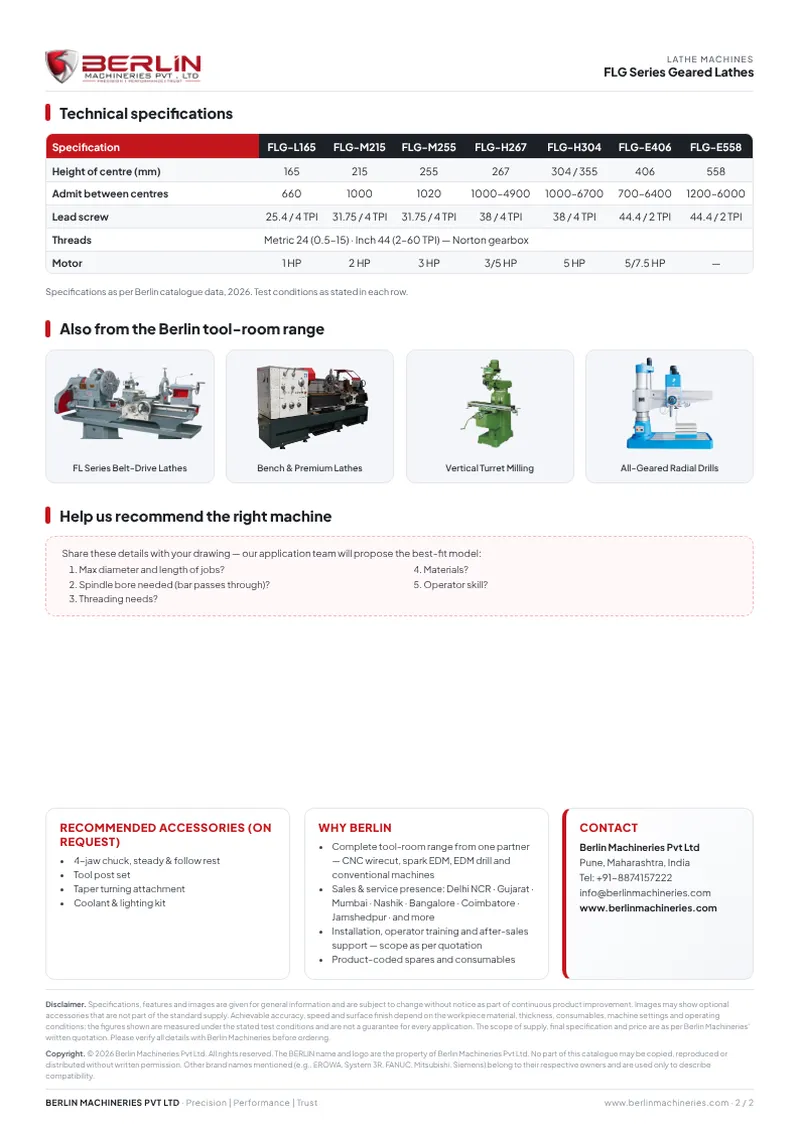 BERLIN
MACHINERIES PVT. LTD
PRECISION | PERFORMANCE | TRUST
LATHE MACHINES
FLG Series Geared Lathes
Technical specifications
Specification FLG-L165 FLG-M215 FLG-M255 FLG-H267 FLG-H304 FLG-E406 FLG-E558
Height of centre (mm) 165 215 255 267 304 / 355 406 558
Admit between centres 660 1000 1020 1000–4900 1000–6700 700–6400 1200–6000
Lead screw 25.4 / 4 TPI 31.75 / 4 TPI 31.75 / 4 TPI 38 / 4 TPI 38 / 4 TPI 44.4 / 2 TPI 44.4 / 2 TPI
Threads Metric 24 (0.5–15) · Inch 44 (2–60 TPI) — Norton gearbox
Motor 1 HP 2 HP 3 HP 3/5 HP 5 HP 5/7.5 HP —
Specifications as per Berlin catalogue data, 2026. Test conditions as stated in each row.
Also from the Berlin tool-room range
FL Series Belt-Drive Lathes
Bench & Premium Lathes
Vertical Turret Milling
All-Geared Radial Drills
Help us recommend the right machine
Share these details with your drawing — our application team will propose the best-fit model:
1. Max diameter and length of jobs?
2. Spindle bore needed (bar passes through)?
3. Threading needs?
4. Materials?
5. Operator skill?
RECOMMENDED ACCESSORIES (ON
REQUEST)
• 4-jaw chuck, steady & follow rest
• Tool post set
• Taper turning attachment
• Coolant & lighting kit
WHY BERLIN
• Complete tool-room range from one partner
— CNC wirecut, spark EDM, EDM drill and
conventional machines
• Sales & service presence: Delhi NCR · Gujarat ·
Mumbai · Nashik · Bangalore · Coimbatore ·
Jamshedpur · and more
• Installation, operator training and after-sales
support — scope as per quotation
• Product-coded spares and consumables
CONTACT
Berlin Machineries Pvt Ltd
Pune, Maharashtra, India
Tel: +91-8874157222
info@berlinmachineries.com
www.berlinmachineries.com
Disclaimer. Specifications, features and images are given for general information and are subject to change without notice as part of continuous product improvement. Images may show optional
accessories that are not part of the standard supply. Achievable accuracy, speed and surface finish depend on the workpiece material, thickness, consumables, machine settings and operating
conditions; the figures shown are measured under the stated test conditions and are not a guarantee for every application. The scope of supply, final specification and price are as per Berlin Machineries'
written quotation. Please verify all details with Berlin Machineries before ordering.
Copyright. © 2026 Berlin Machineries Pvt Ltd. All rights reserved. The BERLIN name and logo are the property of Berlin Machineries Pvt Ltd. No part of this catalogue may be copied, reproduced or
distributed without written permission. Other brand names mentioned (e.g., EROWA, System 3R, FANUC, Mitsubishi, Siemens) belong to their respective owners and are used only to describe
compatibility.
BERLIN MACHINERIES PVT LTD · Precision | Performance | Trust
www.berlinmachineries.com · 2 / 2